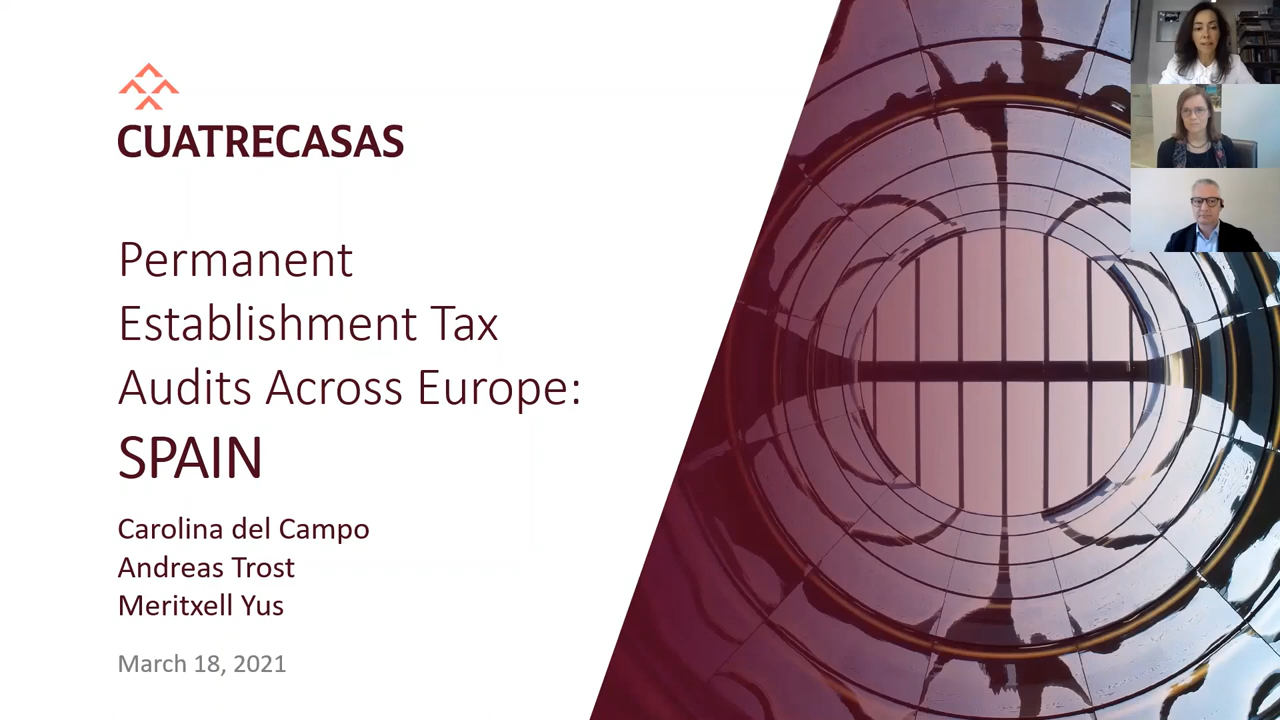 CUATRECASAS
Permanent
Establishment Tax
Audits Across Europe:
SPAIN
Carolina del Campo
Andreas Trost
Meritxell Yus
March 18, 2021